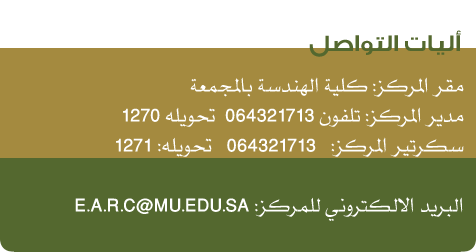 أليات التواصل
مقر المركز: كلية الهندسة بالمجمعة
مدير المركز: تلفون 064321713 تحويله 1270
سكرتير المركز: 064321713 تحويله: 1271
البريد الالكتروني للمركز: E.A.R.C@MU.EDU.SA